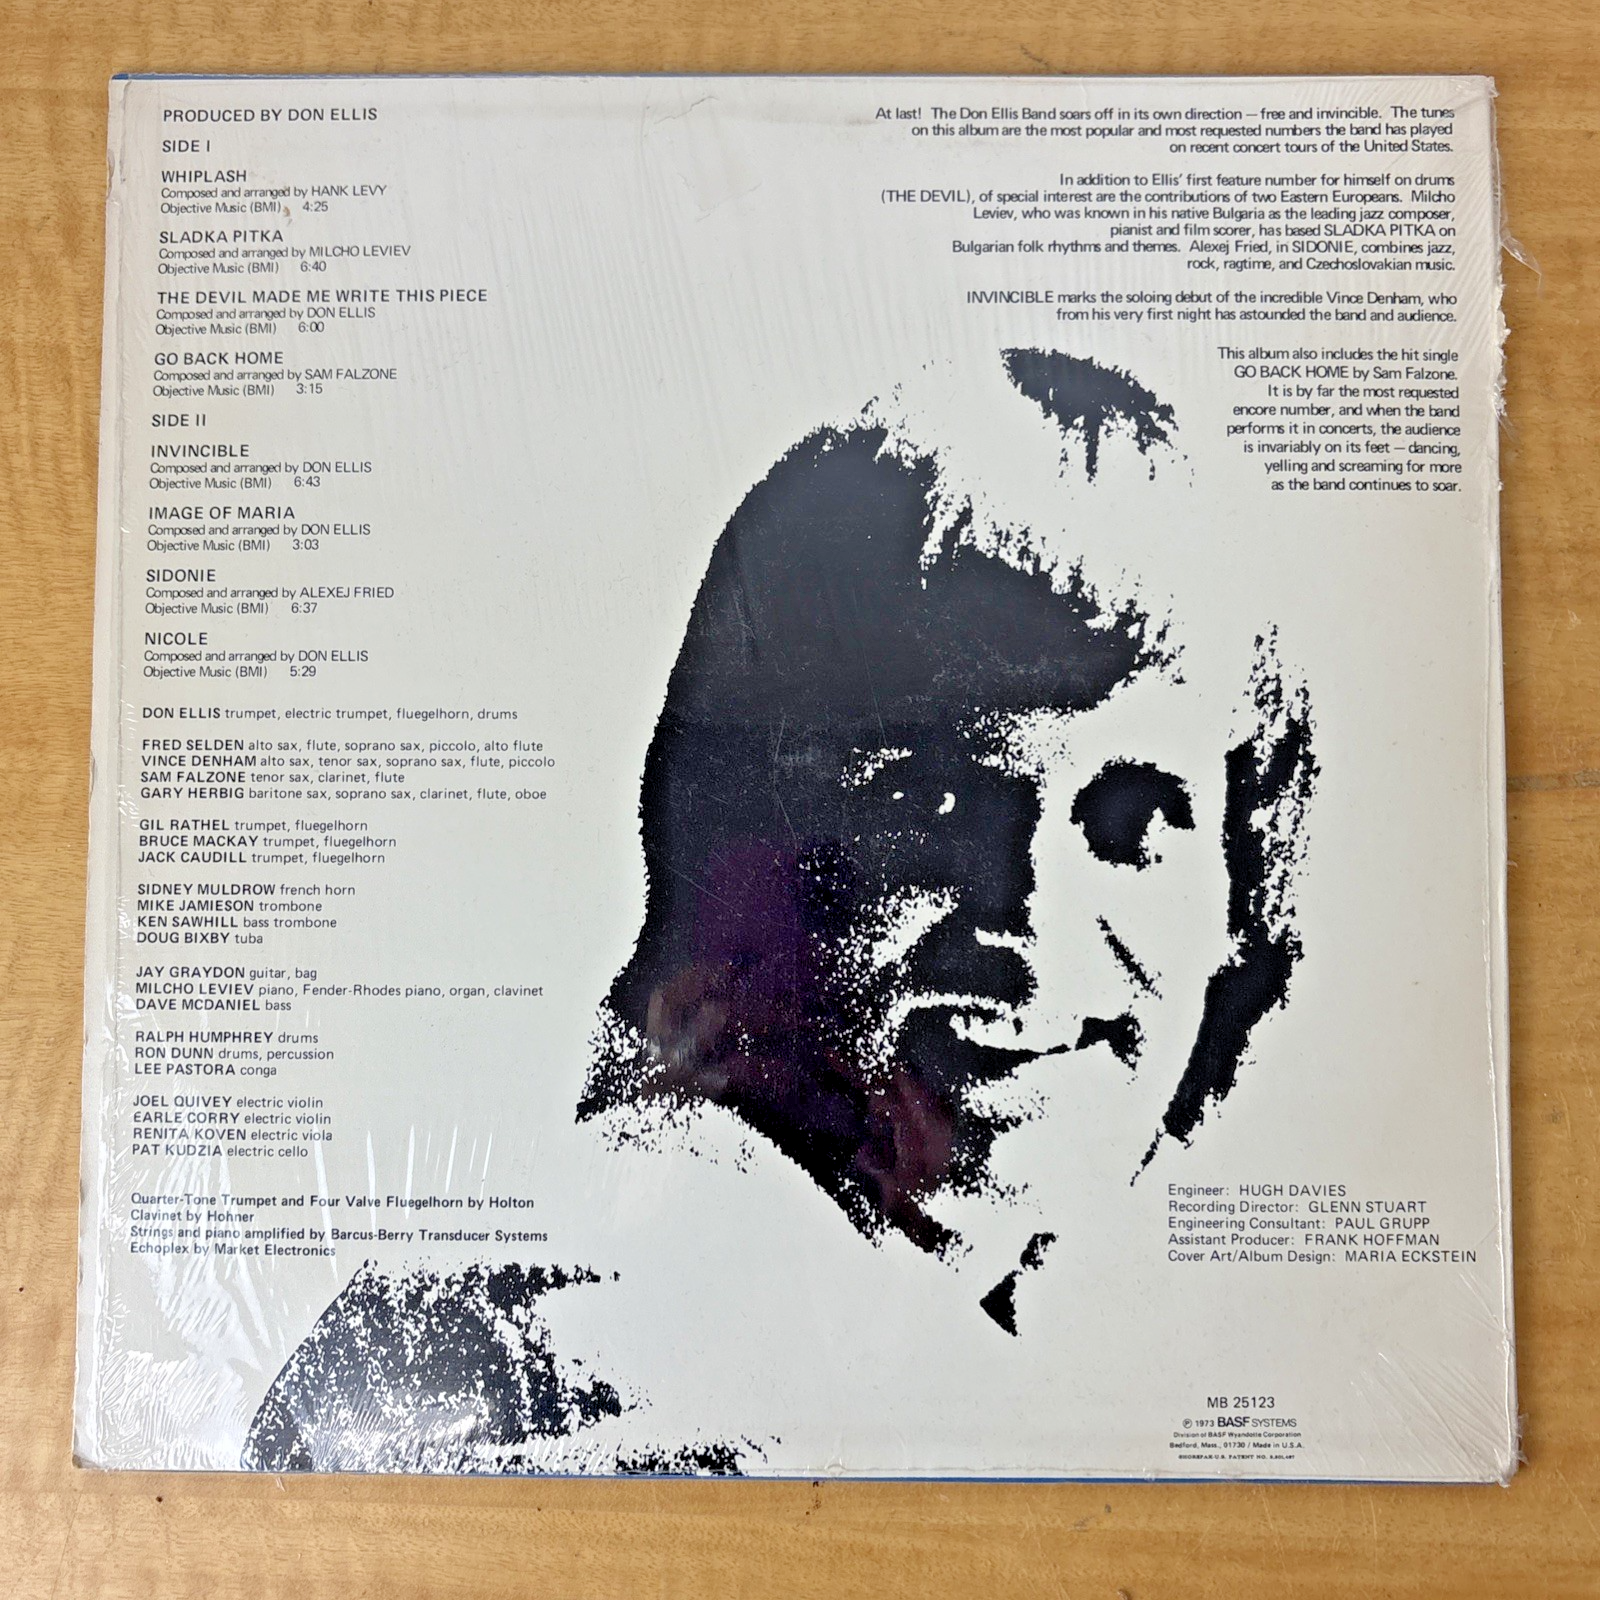 PRODUCED BY DON ELLIS
SIDE I
WHIPLASH
Composed and arranged by HANK LEVY
Objective Music (BMI) 4:25
SLADKA PITKA
Composed and arranged by MILCHO LEVIEV
Objective Music (BMI) 6:40
THE DEVIL MADE ME WRITE THIS PIECE
Composed and arranged by DON ELLIS
Objective Music (BMI) 6:00
GO BACK HOME
Composed and arranged by SAM FALZONE
Objective Music (BMI) 3:15
SIDE II
INVINCIBLE
Composed and arranged by DON ELLIS
Objective Music (BMI) 6:43
IMAGE OF MARIA
Composed and arranged by DON ELLIS
Objective Music (BMI) 3:03
SIDONIE
Composed and arranged by ALEXEJ FRIED
Objective Music (BMI) 6:37
NICOLE
Composed and arranged by DON ELLIS
Objective Music (BMI) 5:29
DON ELLIS trumpet, electric trumpet, fluegelhorn, drums
FRED SELDEN alto sax, flute, soprano sax, piccolo, alto flute
VINCE DENHAM alto sax, tenor sax, soprano sax, flute, piccolo
SAM FALZONE tenor sax, clarinet, flute
GARY HERBIG baritone sax, soprano sax, clarinet, flute, oboe
GIL RATHEL trumpet, fluegelhorn
BRUCE MACKAY trumpet, fluegelhorn
JACK CAUDILL trumpet, fluegelhorn
SIDNEY MULDROW french horn
MIKE JAMIESON trombone
KEN SAWHILL bass trombone
DOUG BIXBY tuba
JAY GRAYDON guitar, bag
MILCHO LEVIEV piano, Fender-Rhodes piano, organ, clavinet
DAVE MCDANIEL bass
RALPH HUMPHREY drums
RON DUNN drums, percussion
LEE PASTORA conga
JOEL QUIVEY electric violin
EARLE CORRY electric violin
RENITA KOVEN electric viola
PAT KUDZIA electric cello
Quarter-Tone Trumpet and Four Valve Fluegelhorn by Holton
Clavinet by Hohner
Strings and piano amplified by Barcus-Berry Transducer Systems
Echoplex by Market Electronics
At last! The Don Ellis Band soars off in its own direction — free and invincible. The tunes
on this album are the most popular and most requested numbers the band has played
on recent concert tours of the United States.
In addition to Ellis' first feature number for himself on drums
(THE DEVIL), of special interest are the contributions of two Eastern Europeans. Milcho
Leviev, who was known in his native Bulgaria as the leading jazz composer,
pianist and film scorer, has based SLADKA PITKA on
Bulgarian folk rhythms and themes. Alexej Fried, in SIDONIE, combines jazz,
rock, ragtime, and Czechoslovakian music.
INVINCIBLE marks the soloing debut of the incredible Vince Denham, who
from his very first night has astounded the band and audience.
This album also includes the hit single
GO BACK HOME by Sam Falzone.
It is by far the most requested
encore number, and when the band
performs it in concerts, the audience
is invariably on its feet — dancing,
yelling and screaming for more
as the band continues to soar.
Engineer: HUGH DAVIES
Recording Director: GLENN STUART
Engineering Consultant: PAUL GRUPP
Assistant Producer: FRANK HOFFMAN
Cover Art/Album Design: MARIA ECKSTEIN
MB 25123
℗ 1973 BASF SYSTEMS
Division of BASF Wyandotte Corporation
Bedford, Mass., 01730 / Made in U.S.A.